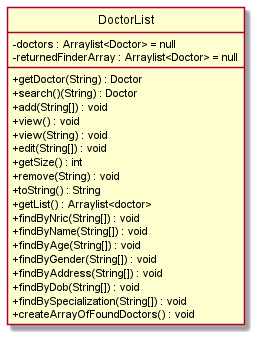 DoctorList
-doctors : Arraylist<Doctor> = null
-returnedFinderArray : Arraylist<Doctor> = null
+getDoctor(String) : Doctor
+search()(String) : Doctor
+add(String[]) : void
+view() : void
+view(String) : void
+edit(String[]) : void
+getSize() : int
+remove(String) : void
+toString() : String
+getList() : Arraylist<doctor>
+findByNric(String[]) : void
+findByName(String[]) : void
+findByAge(String[]) : void
+findByGender(String[]) : void
+findByAddress(String[]) : void
+findByDob(String[]) : void
+findBySpecialization(String[]) : void
+createArrayOfFoundDoctors() : void